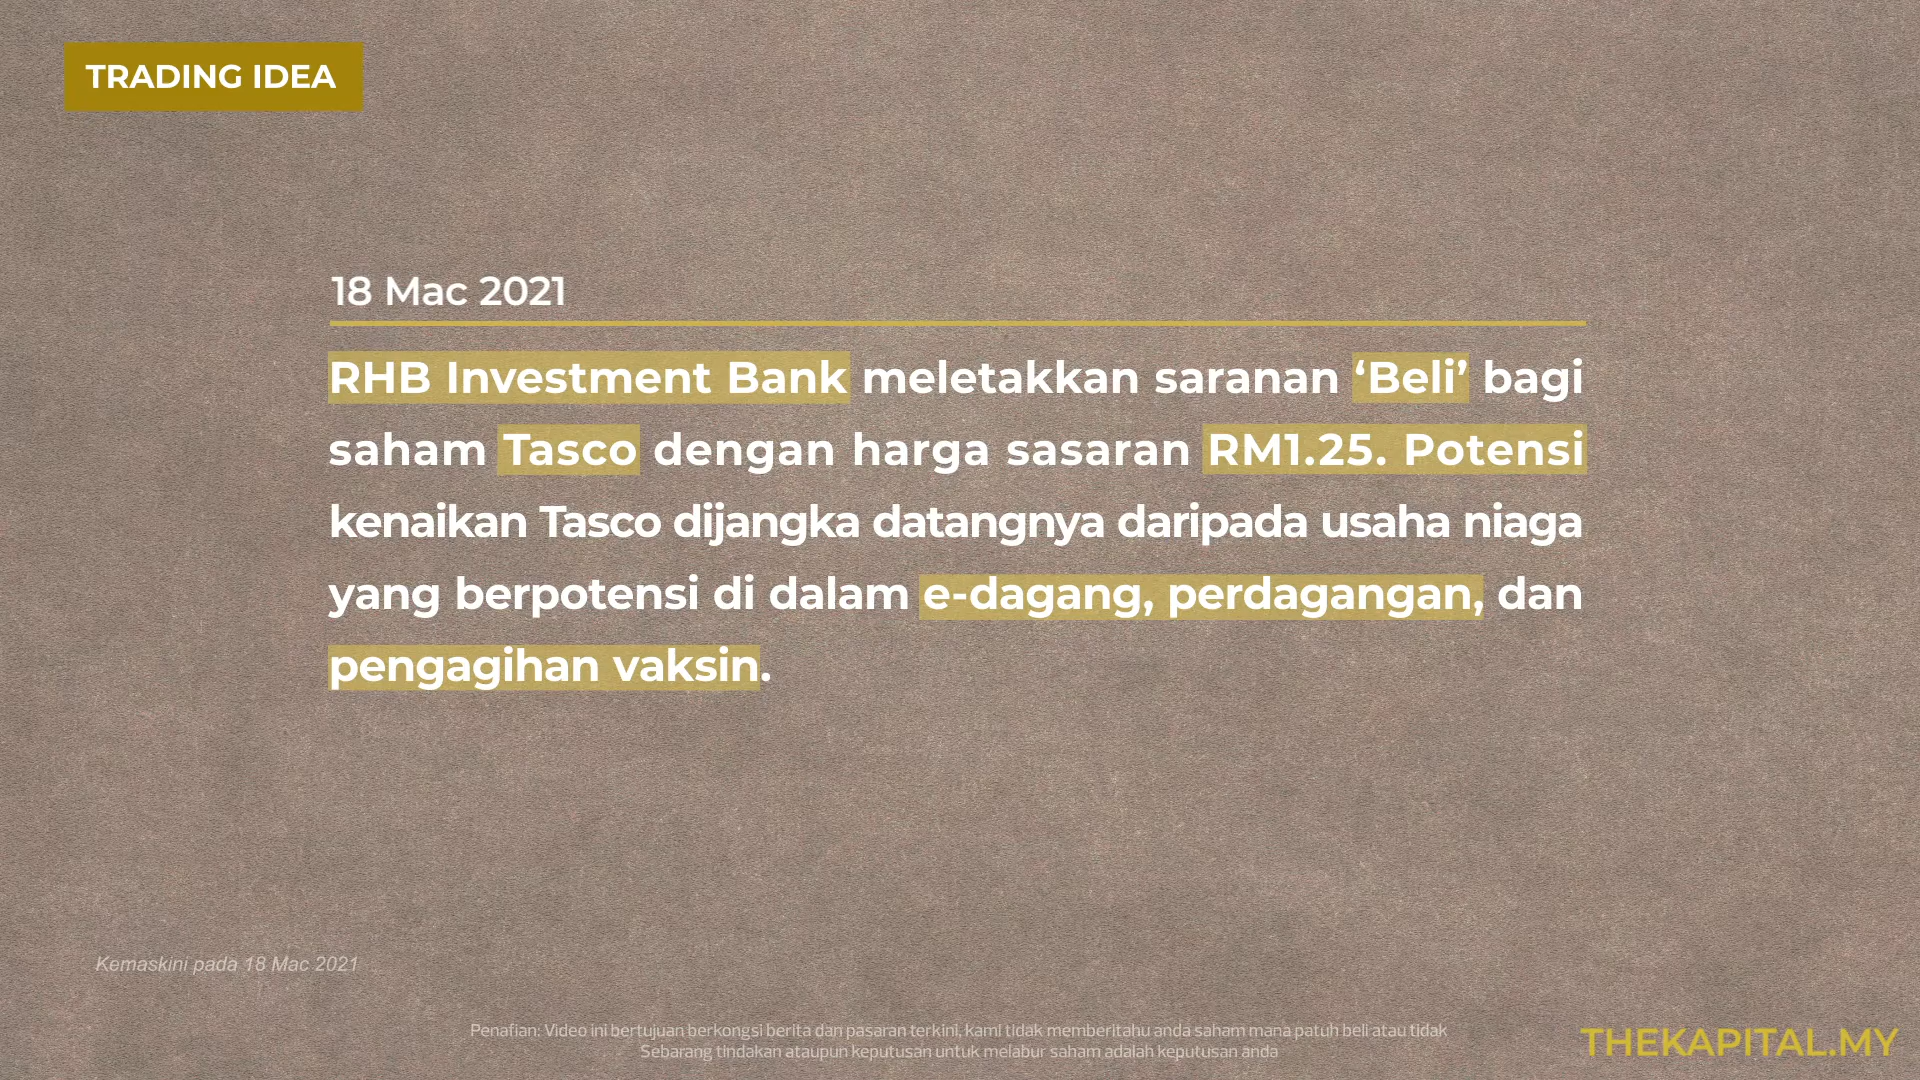 TRADING IDEA
18 Mac 2021
RHB Investment Bank meletakkan saranan ‘Beli’ bagi
saham Tasco dengan harga sasaran RM1.25. Potensi
kenaikan Tasco dijangka datangnya daripada usaha niaga
yang berpotensi di dalam e-dagang, perdagangan, dan
pengagihan vaksin.
Kemaskini pada 18 Mac 2021
Penafian: Video ini bertujuan berkongsi berita dan pasaran terkini, kami tidak memberitahu anda saham mana patuh beli atau tidak
Sebarang tindakan ataupun keputusan untuk melabur saham adalah keputusan anda
THEKAPITAL.MY